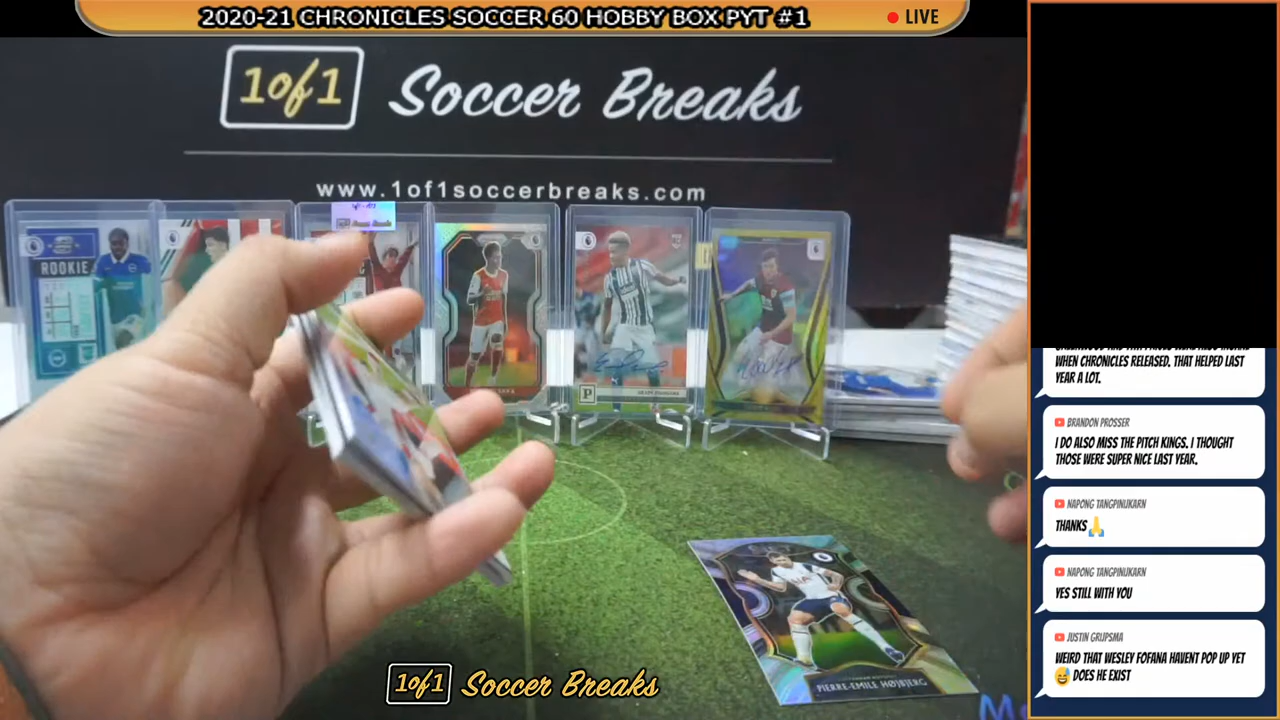 2020-21 CHRONICLES SOCCER 60 HOBBY BOX PYT #1
LIVE
1of1 Soccer Breaks
www.1of1soccerbreaks.com
ROOKIE
P
PIERRE-EMILE HØJBJERG
1of1 Soccer Breaks
WHEN CHRONICLES RELEASED. THAT HELPED LAST
YEAR A LOT.
BRANDON PROSSER
I DO ALSO MISS THE PITCH KINGS. I THOUGHT
THOSE WERE SUPER NICE LAST YEAR.
NAPONG TANGPINIJKARN
THANKS🙏
NAPONG TANGPINIJKARN
YES STILL WITH YOU
JUSTIN GRIJPSMA
WEIRD THAT WESLEY FOFANA HAVENT POP UP YET
😅 DOES HE EXIST